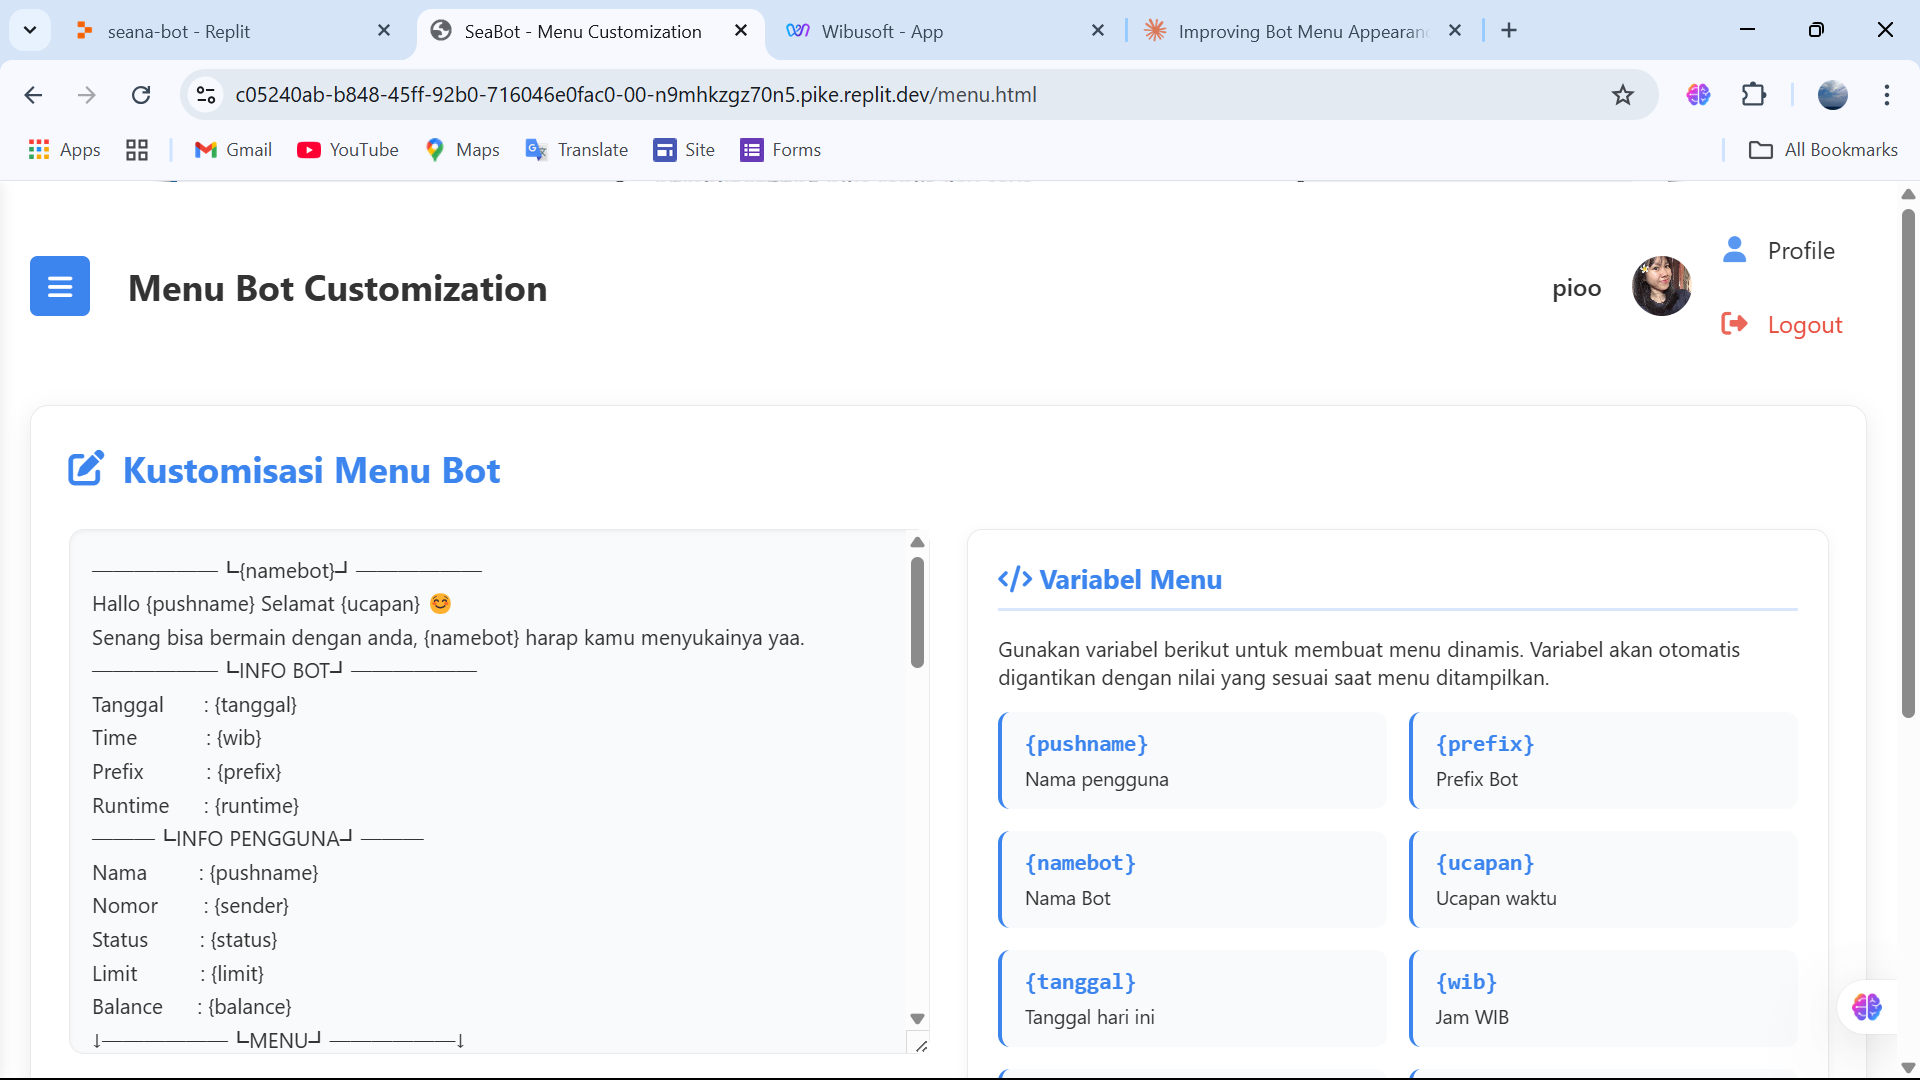 seana-bot - Replit
SeaBot - Menu Customization
Wibusoft - App
Improving Bot Menu Appearan
c05240ab-b848-45ff-92b0-716046e0fac0-00-n9mhkzgz70n5.pike.replit.dev/menu.html
Apps
Gmail
YouTube
Maps
Translate
Site
Forms
All Bookmarks
Menu Bot Customization
pioo
Profile
Logout
Kustomisasi Menu Bot
—————— ┗{namebot}┛ ——————
Hallo {pushname} Selamat {ucapan} 😊
Senang bisa bermain dengan anda, {namebot} harap kamu menyukainya yaa.
—————— ┗INFO BOT┛ ——————
Tanggal : {tanggal}
Time : {wib}
Prefix : {prefix}
Runtime : {runtime}
——— ┗INFO PENGGUNA┛ ———
Nama : {pushname}
Nomor : {sender}
Status : {status}
Limit : {limit}
Balance : {balance}
↓—————— ┗MENU┛ ——————↓
</> Variabel Menu
Gunakan variabel berikut untuk membuat menu dinamis. Variabel akan otomatis
digantikan dengan nilai yang sesuai saat menu ditampilkan.
{pushname}
Nama pengguna
{prefix}
Prefix Bot
{namebot}
Nama Bot
{ucapan}
Ucapan waktu
{tanggal}
Tanggal hari ini
{wib}
Jam WIB